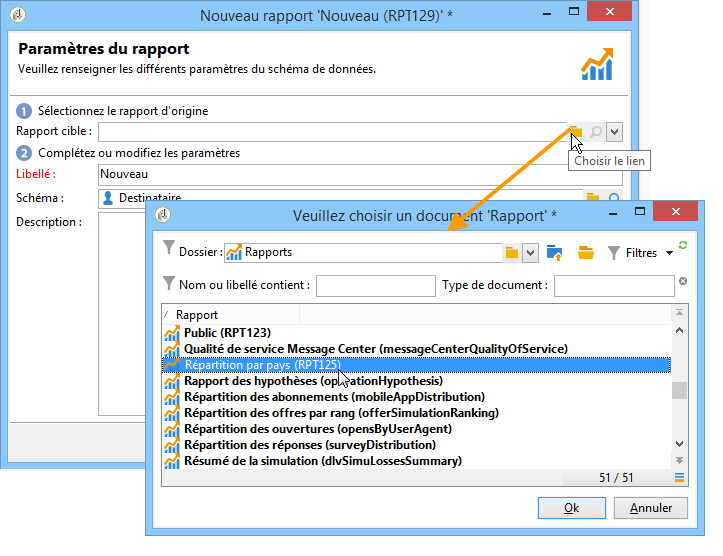 Nouveau rapport 'Nouveau (RPT129) *
Paramètres du rapport
Veuillez renseigner les différents paramètres du schéma de données.
1 Sélectionnez le rapport d'origine
Rapport cible :
Choisir le lien
2 Complétez ou modifiez les paramètres
Libellé : Nouveau
Schéma : Destinataire
Description :
Veuillez choisir un document 'Rapport' *
Dossier : Rapports Filtres
Nom ou libellé contient : Type de document :
Rapport
Public (RPT123)
Qualité de service Message Center (messageCenterQualityOfService)
Répartition par pays (RPT125)
Rapport des hypothèses (operationHypothesis)
Répartition des abonnements (mobileAppDistribution)
Répartition des offres par rang (offerSimulationRanking)
Répartition des ouvertures (opensByUserAgent)
Répartition des réponses (surveyDistribution)
Résumé de la simulation (dlvSimuLossesSummary)
51 / 51
Ok Annuler